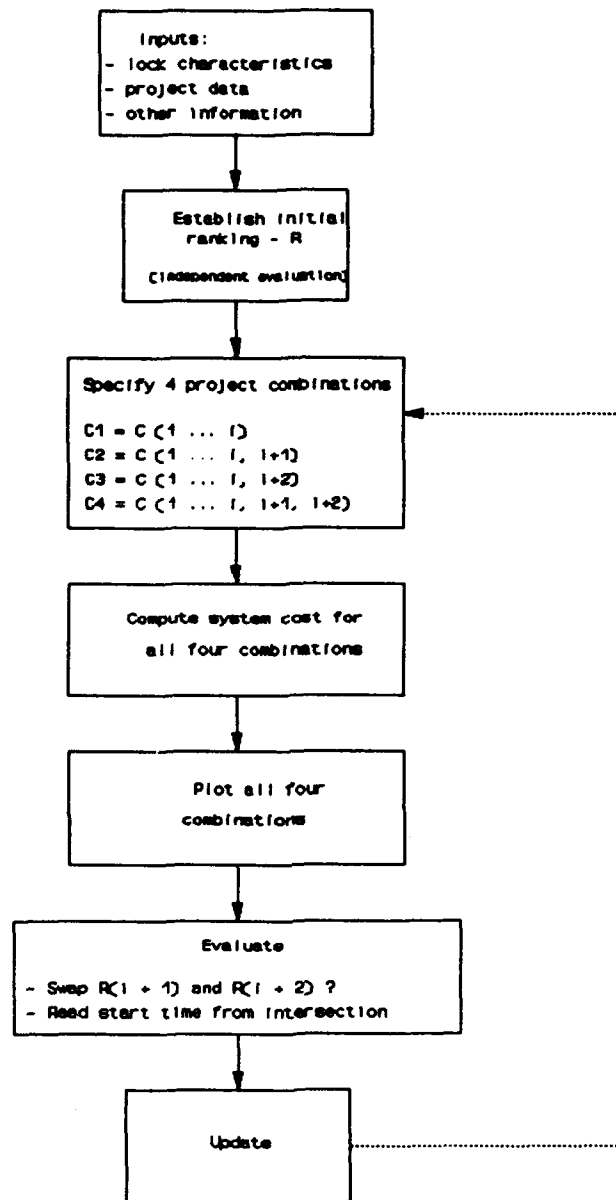 Inputs:
- lock characteristics
- project data
- other information
Establish initial
ranking - R
(independent evaluation)
Specify 4 project combinations
C1 = C (1 ... i)
C2 = C (1 ... i, i+1)
C3 = C (1 ... i, i+2)
C4 = C (1 ... i, i+1, i+2)
Compute system cost for
all four combinations
Plot all four
combinations
Evaluate
- Swap R(i + 1) and R(i + 2) ?
- Read start time from intersection
Update